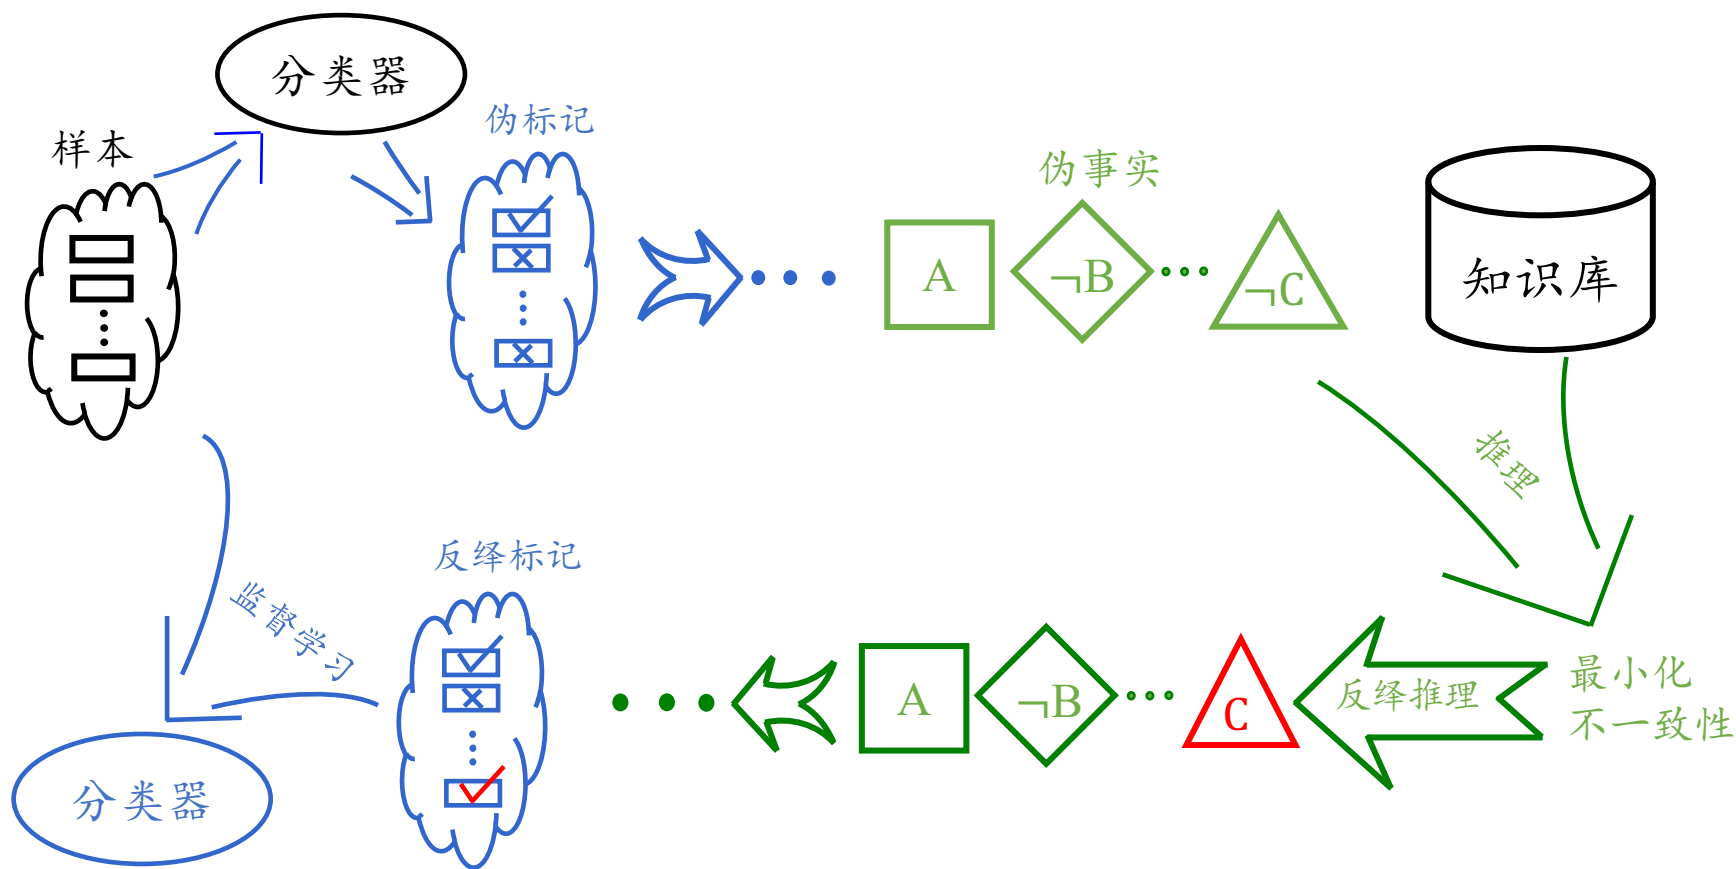 分类器
样本
伪标记
伪事实
A
¬B
¬C
知识库
推理
反绎标记
监督学习
分类器
A
¬B
C
反绎推理
最小化
不一致性